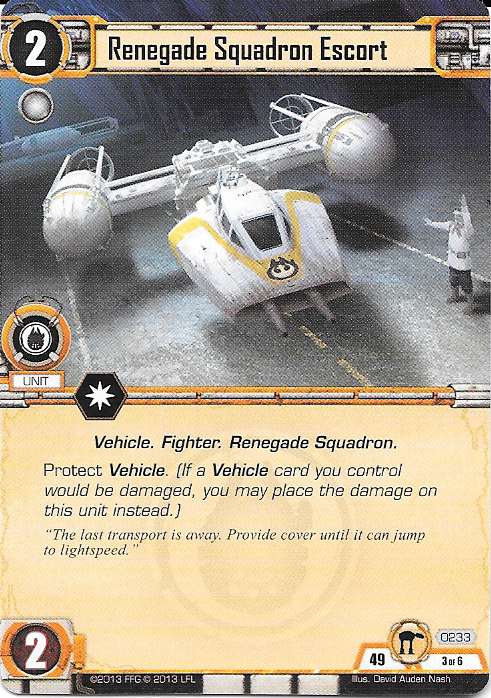 2
Renegade Squadron Escort
UNIT
Vehicle. Fighter. Renegade Squadron.
Protect Vehicle. (If a Vehicle card you control
would be damaged, you may place the damage on
this unit instead.)
“The last transport is away. Provide cover until it can jump
to lightspeed.”
2
0233
49
3 OF 6
©2013 FFG © 2013 LFL
Illus. David Auden Nash